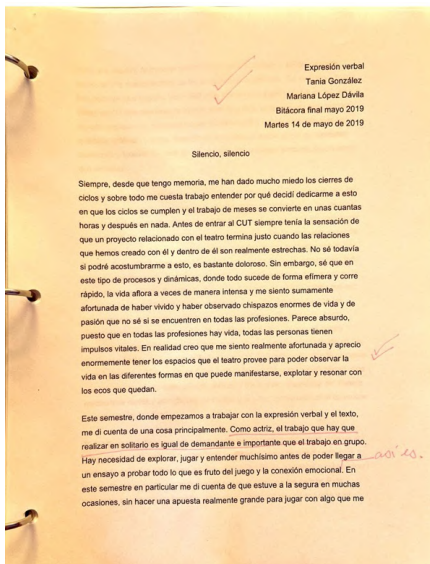 Expresión verbal
Tania González
Mariana López Dávila
Bitácora final mayo 2019
Martes 14 de mayo de 2019
Silencio, silencio
Siempre, desde que tengo memoria, me han dado mucho miedo los cierres de
ciclos y sobre todo me cuesta trabajo entender por qué decidí dedicarme a esto
en que los ciclos se cumplen y el trabajo de meses se convierte en unas cuantas
horas y después en nada. Antes de entrar al CUT siempre tenía la sensación de
que un proyecto relacionado con el teatro termina justo cuando las relaciones
que hemos creado con él y dentro de él son realmente estrechas. No sé todavía
si podré acostumbrarme a esto, es bastante doloroso. Sin embargo, sé que en
este tipo de procesos y dinámicas, donde todo sucede de forma efímera y corre
rápido, la vida aflora a veces de manera intensa y me siento sumamente
afortunada de haber vivido y haber observado chispazos enormes de vida y de
pasión que no sé si se encuentren en todas las profesiones. Parece absurdo,
puesto que en todas las profesiones hay vida, todas las personas tienen
impulsos vitales. En realidad creo que me siento realmente afortunada y aprecio
enormemente tener los espacios que el teatro provee para poder observar la
vida en las diferentes formas en que puede manifestarse, explotar y resonar con
los ecos que quedan.
Este semestre, donde empezamos a trabajar con la expresión verbal y el texto,
me di cuenta de una cosa principalmente. Como actriz, el trabajo que hay que
realizar en solitario es igual de demandante e importante que el trabajo en grupo.
Hay necesidad de explorar, jugar y entender muchísimo antes de poder llegar a asi es.
un ensayo a probar todo lo que es fruto del juego y la conexión emocional. En
este semestre en particular me di cuenta de que estuve a la segura en muchas
ocasiones, sin hacer una apuesta realmente grande para jugar con algo que me